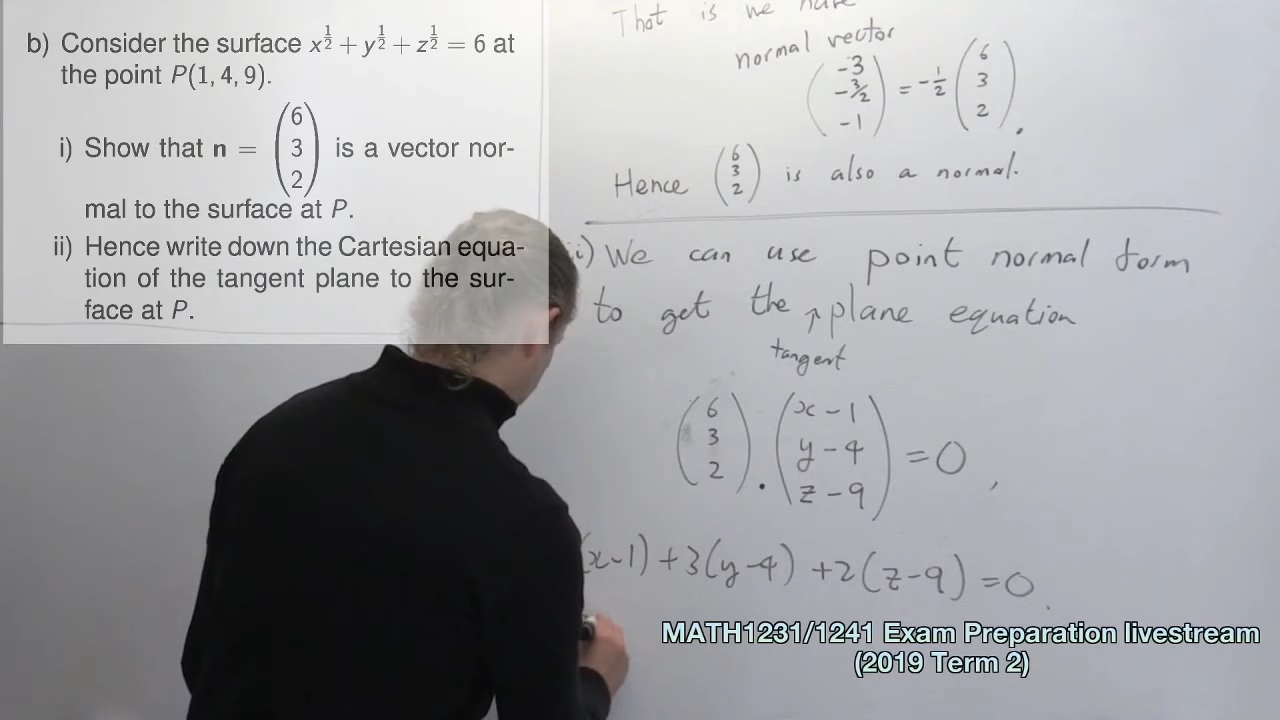 b) Consider the surface x^{1/2} + y^{1/2} + z^{1/2} = 6 at
the point P(1, 4, 9).
i) Show that n = (6 3 2) is a vector nor-
mal to the surface at P.
ii) Hence write down the Cartesian equa-
tion of the tangent plane to the sur-
face at P.
That is we have
normal vector
(-3 -3/2 -1) = -1/2 (6 3 2).
Hence (6 3 2) is also a normal.
i) We can use point normal form
to get the ↑ plane equation
tangent
(6 3 2) . (x-1 y-4 z-9) = 0,
(x-1) + 3(y-4) + 2(z-9) = 0.
MATH1231/1241 Exam Preparation livestream
(2019 Term 2)